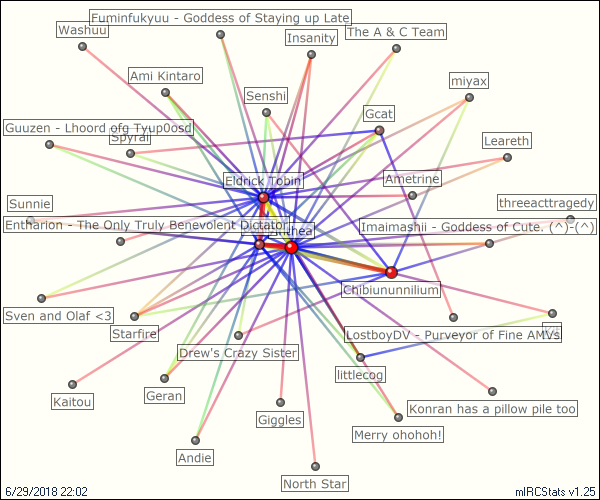 Fuminfukyuu - Goddess of Staying up Late
Washuu
Insanity
The A & C Team
Ami Kintaro
Senshi
miyax
Gcat
Guuzen - Lhoord ofg Tyup0osd
Spyral
Leareth
Eldrick Tobin
Ametrine
Sunnie
threeacttragedy
Entharion - The Only Truly Benevolent Dictator
Imaimashii - Goddess of Cute. (^)-(^)
Chibiununnilium
Sven and Olaf <3
Starfire
LostboyDV - Purveyor of Fine AMVs
Drew's Crazy Sister
littlecog
Kaitou
Geran
Giggles
Konran has a pillow pile too
Merry ohohoh!
Andie
North Star
6/29/2018 22:02
mIRCStats v1.25